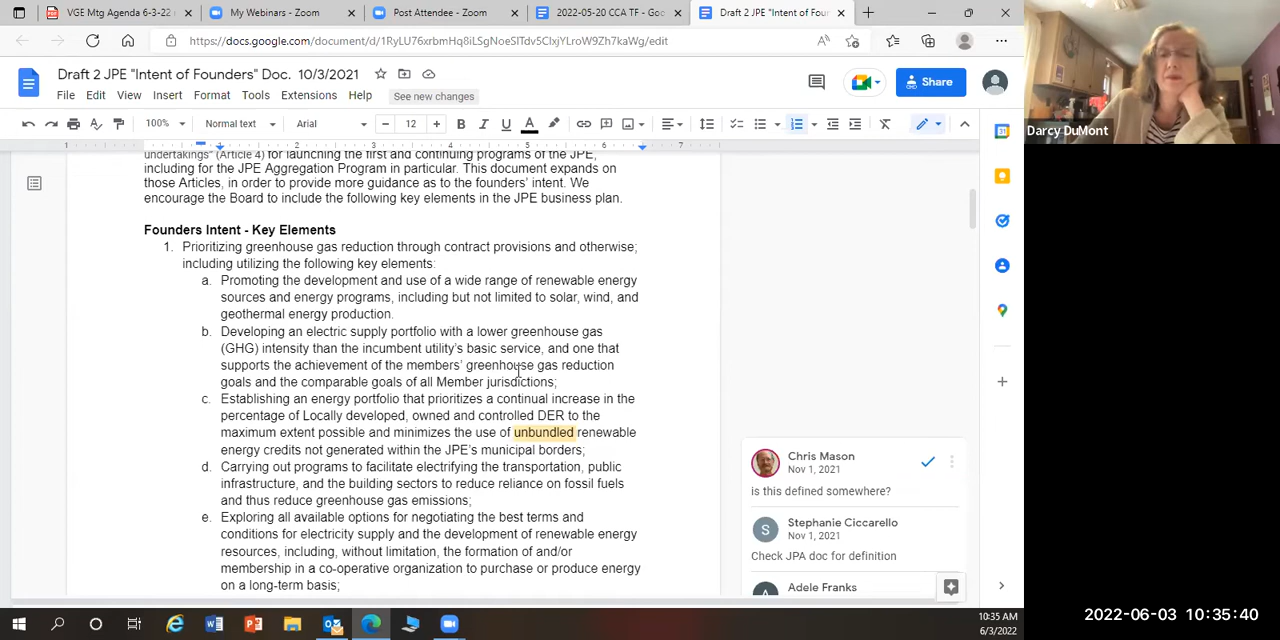 VGE Mtg Agenda 6-3-22
My Webinars - Zoom
Post Attendee - Zoom
2022-05-20 CCA TF - Goo
Draft 2 JPE "Intent of Foun
https://docs.google.com/document/d/1RyLU76xrbmHq8iLSgNoeSlTdv5CIxjYLroW9Zh7kaWg/edit
Draft 2 JPE "Intent of Founders" Doc. 10/3/2021
File Edit View Insert Format Tools Extensions Help See new changes
Share
100% Normal text Arial 12
1 1 2 3 4 5 6 7
undertakings" (Article 4) for launching the first and continuing programs of the JPE,
including for the JPE Aggregation Program in particular. This document expands on
those Articles, in order to provide more guidance as to the founders' intent. We
encourage the Board to include the following key elements in the JPE business plan.
Founders Intent - Key Elements
1. Prioritizing greenhouse gas reduction through contract provisions and otherwise;
including utilizing the following key elements:
a. Promoting the development and use of a wide range of renewable energy
sources and energy programs, including but not limited to solar, wind, and
geothermal energy production.
b. Developing an electric supply portfolio with a lower greenhouse gas
(GHG) intensity than the incumbent utility's basic service, and one that
supports the achievement of the members' greenhouse gas reduction
goals and the comparable goals of all Member jurisdictions;
c. Establishing an energy portfolio that prioritizes a continual increase in the
percentage of Locally developed, owned and controlled DER to the
maximum extent possible and minimizes the use of unbundled renewable
energy credits not generated within the JPE's municipal borders;
d. Carrying out programs to facilitate electrifying the transportation, public
infrastructure, and the building sectors to reduce reliance on fossil fuels
and thus reduce greenhouse gas emissions;
e. Exploring all available options for negotiating the best terms and
conditions for electricity supply and the development of renewable energy
resources, including, without limitation, the formation of and/or
membership in a co-operative organization to purchase or produce energy
on a long-term basis;
Chris Mason
Nov 1, 2021
is this defined somewhere?
Stephanie Ciccarello
Nov 1, 2021
Check JPA doc for definition
Adele Franks
Darcy DuMont
10:35 AM
6/3/2022
2022-06-03 10:35:40